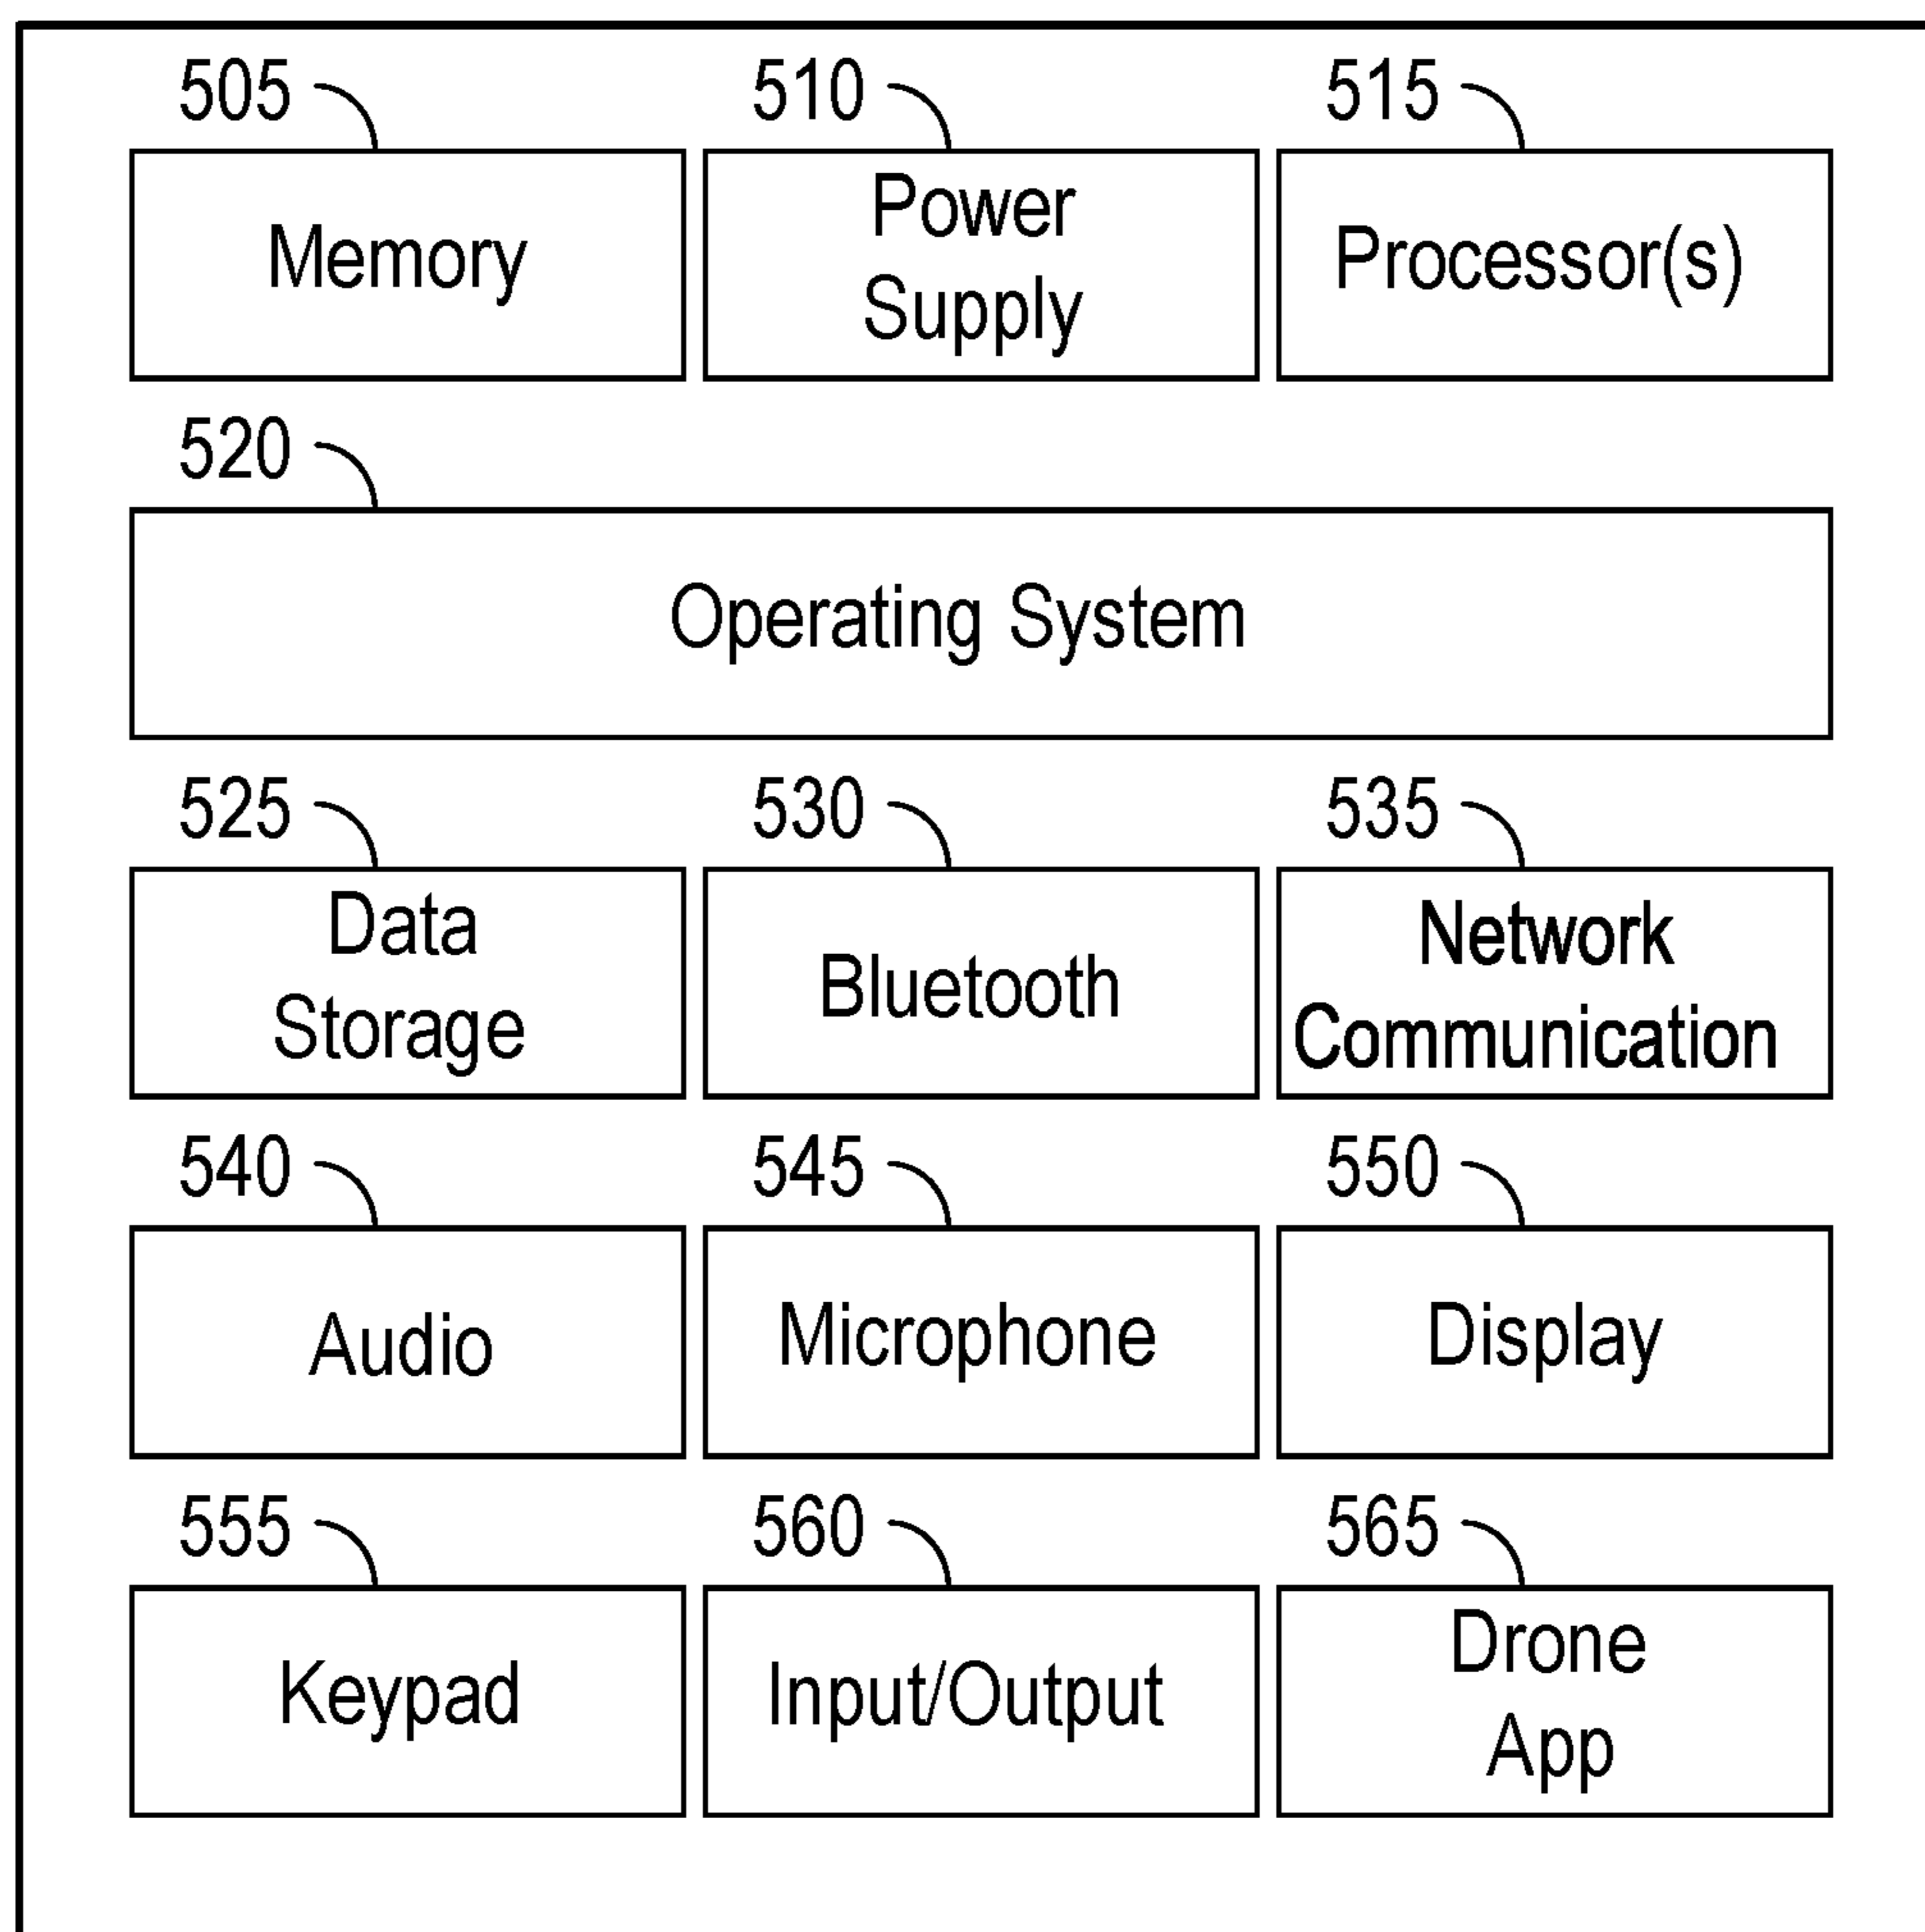 505 510 515
Memory Power Supply Processor(s)
520
Operating System
525 530 535
Data Storage Bluetooth Network Communication
540 545 550
Audio Microphone Display
555 560 565
Keypad Input/Output Drone App